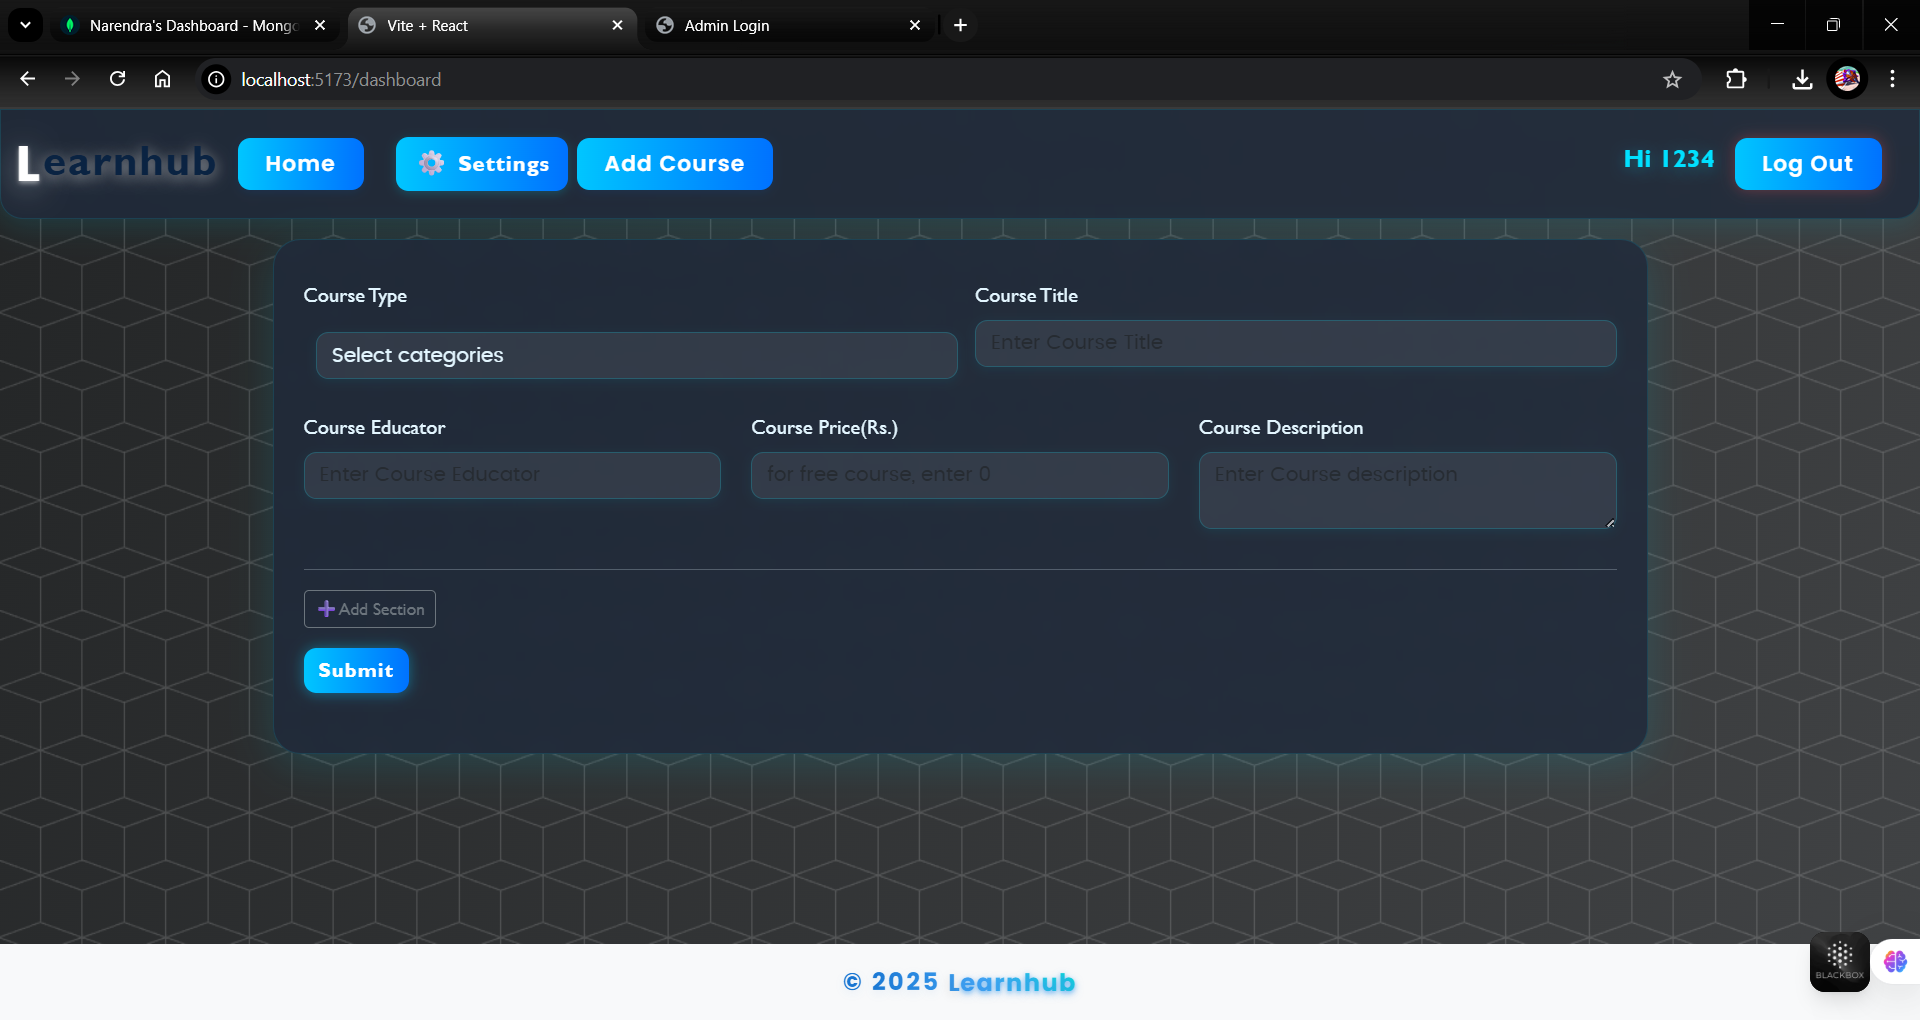 Narendra's Dashboard - Mong
Vite + React
Admin Login
localhost:5173/dashboard
Learnhub
Home
Settings
Add Course
Hi 1234
Log Out
Course Type
Course Title
Select categories
Enter Course Title
Course Educator
Course Price(Rs.)
Course Description
Enter Course Educator
for free course, enter 0
Enter Course description
Add Section
Submit
BLACKBOX
© 2025 Learnhub